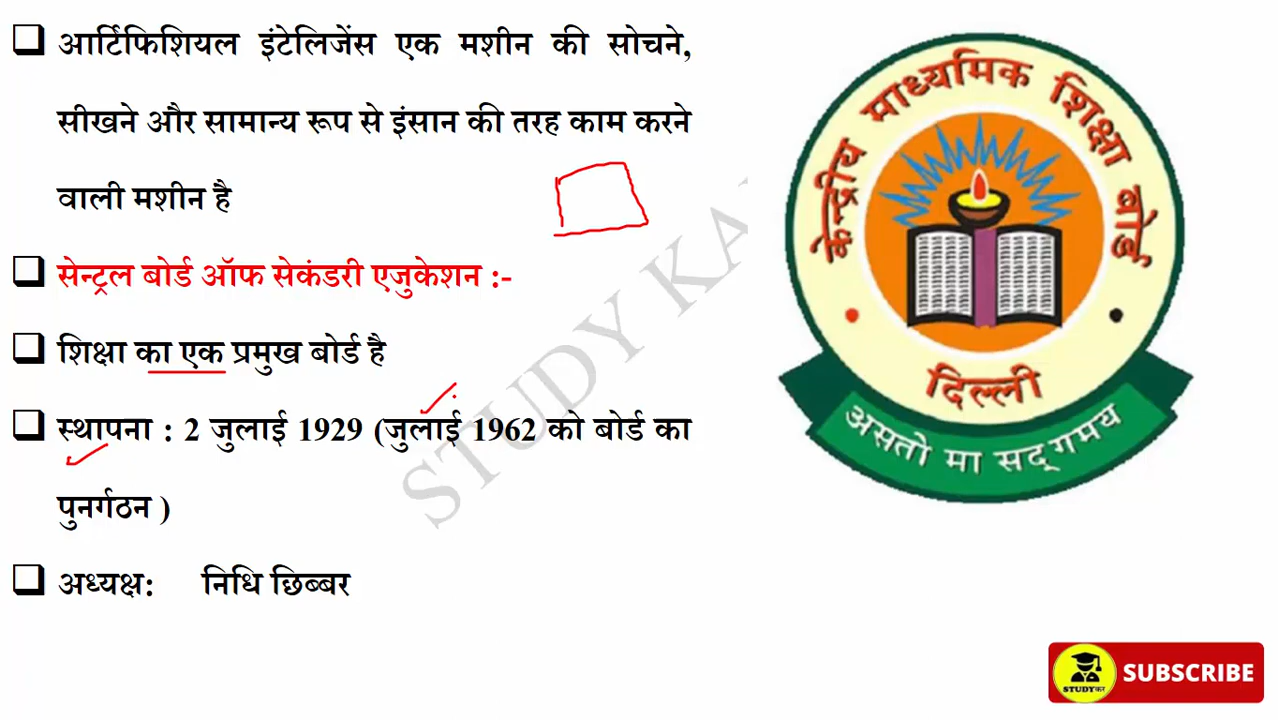 आर्टिफिशियल इंटेलिजेंस एक मशीन की सोचने,
सीखने और सामान्य रूप से इंसान की तरह काम करने
वाली मशीन है
सेन्ट्रल बोर्ड ऑफ सेकंडरी एजुकेशन :-
शिक्षा का एक प्रमुख बोर्ड है
स्थापना : 2 जुलाई 1929 (जुलाई 1962 को बोर्ड का
पुनर्गठन )
अध्यक्ष: निधि छिब्बर
STUDY KA
केन्द्रीय माध्यमिक शिक्षा बोर्ड
दिल्ली
असतो मा सद्गमय
STUDYकर
SUBSCRIBE